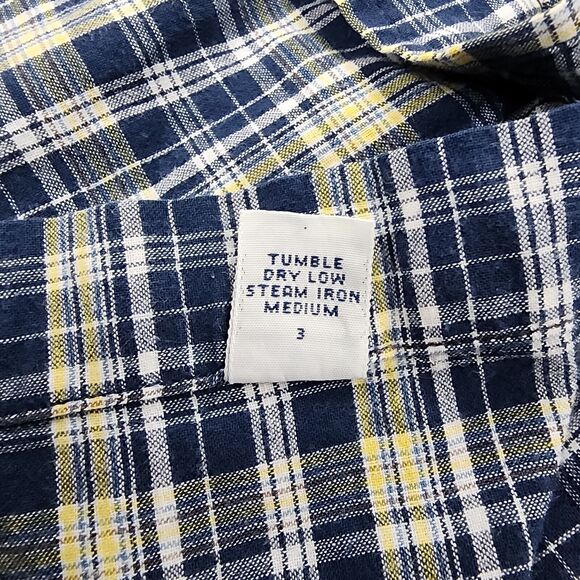 TUMBLE
DRY LOW
STEAM IRON
MEDIUM
3